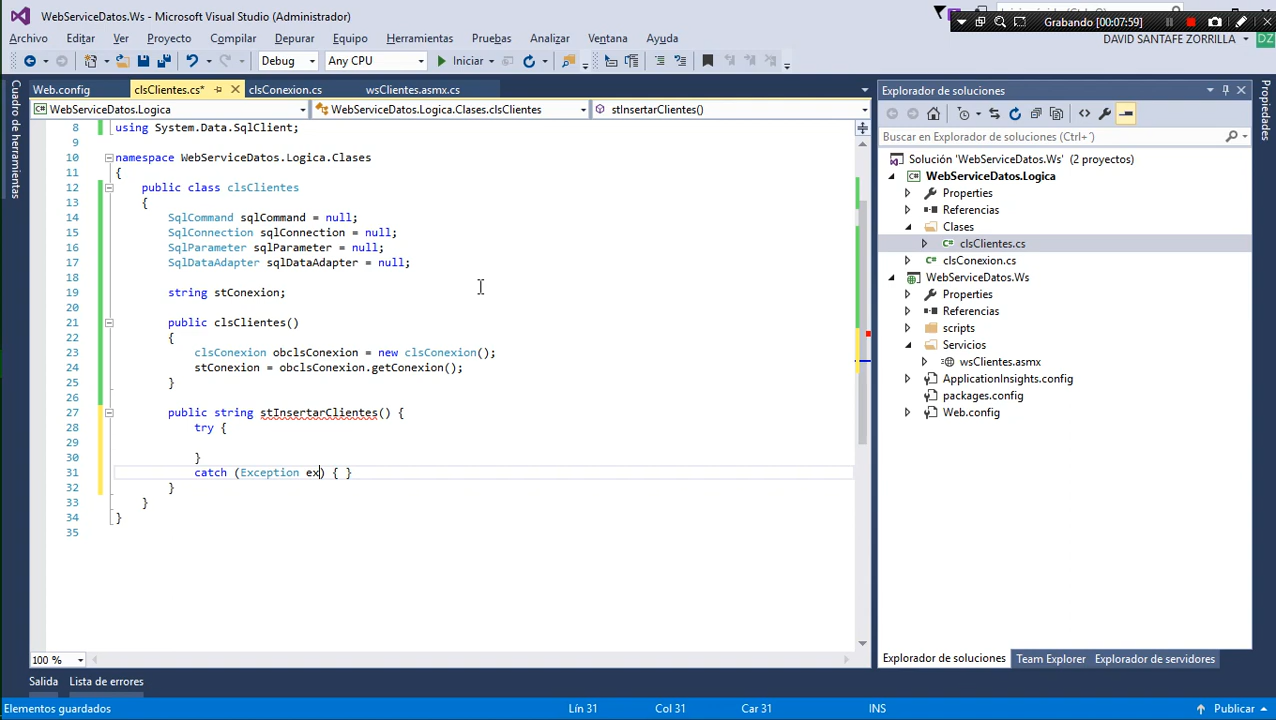 WebServiceDatos.Ws - Microsoft Visual Studio (Administrador)
Grabando [00:07:59]
Archivo Editar Ver Proyecto Compilar Depurar Equipo Herramientas Pruebas Analizar Ventana Ayuda
DAVID SANTAFE ZORRILLA DZ
Debug Any CPU Iniciar
Cuadro de herramientas
Web.config clsClientes.cs* clsConexion.cs wsClientes.asmx.cs
WebServiceDatos.Logica WebServiceDatos.Logica.Clases.clsClientes stInsertarClientes()
8 using System.Data.SqlClient;
9
10 namespace WebServiceDatos.Logica.Clases
11 {
12 public class clsClientes
13 {
14 SqlCommand sqlCommand = null;
15 SqlConnection sqlConnection = null;
16 SqlParameter sqlParameter = null;
17 SqlDataAdapter sqlDataAdapter = null;
18
19 string stConexion;
20
21 public clsClientes()
22 {
23 clsConexion obclsConexion = new clsConexion();
24 stConexion = obclsConexion.getConexion();
25 }
26
27 public string stInsertarClientes() {
28 try {
29
30 }
31 catch (Exception ex) { }
32 }
33 }
34 }
35
100 %
Salida Lista de errores
Explorador de soluciones
Buscar en Explorador de soluciones (Ctrl+´)
Solución 'WebServiceDatos.Ws' (2 proyectos)
WebServiceDatos.Logica
Properties
Referencias
Clases
clsClientes.cs
clsConexion.cs
WebServiceDatos.Ws
Properties
Referencias
scripts
Servicios
wsClientes.asmx
ApplicationInsights.config
packages.config
Web.config
Explorador de soluciones Team Explorer Explorador de servidores
Propiedades
Elementos guardados Lín 31 Col 31 Car 31 INS Publicar